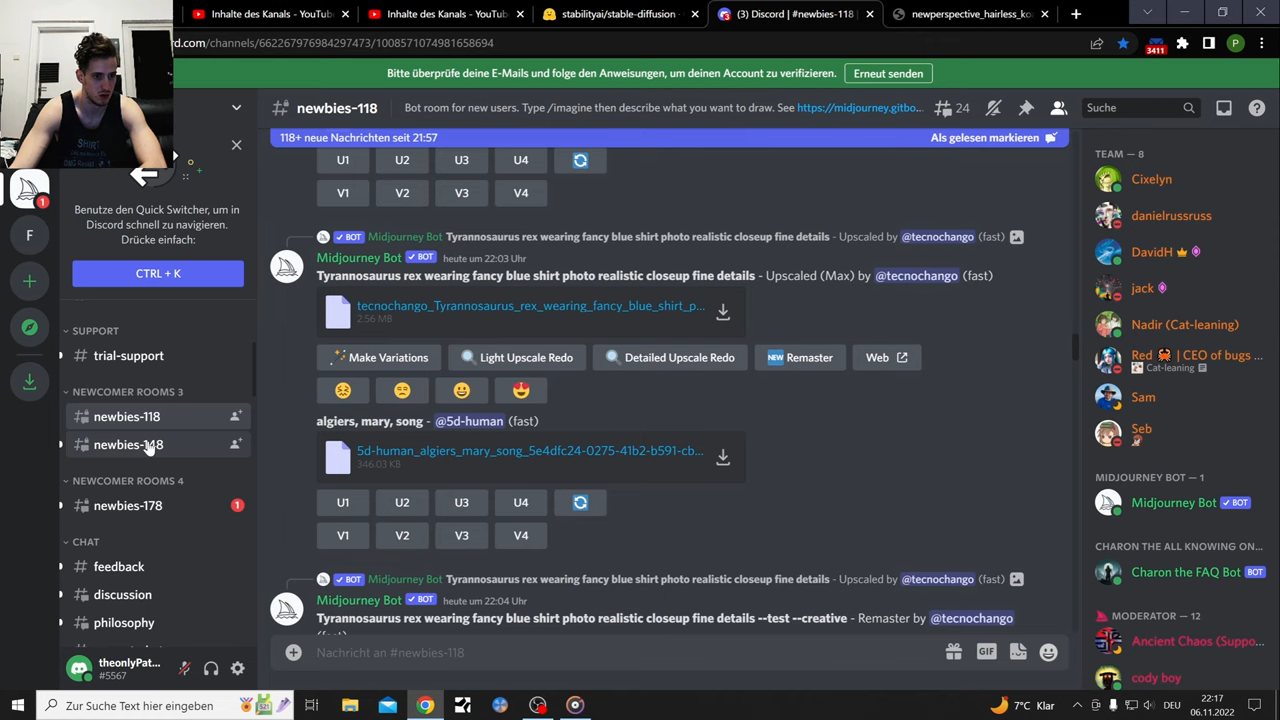 Inhalte des Kanals - YouTub
Inhalte des Kanals - YouTub
stabilityai/stable-diffusion
(3) Discord | #newbies-118
newperspective_hairless_ko
rd.com/channels/662267976984297473/1008571074981658694
3411
P
Bitte überprüfe deine E-Mails und folge den Anweisungen, um deinen Account zu verifizieren.
Erneut senden
newbies-118
Bot room for new users. Type /imagine then describe what you want to draw. See https://midjourney.gitbo...
24
Suche
118+ neue Nachrichten seit 21:57
Als gelesen markieren
1
F
Benutze den Quick Switcher, um in
Discord schnell zu navigieren.
Drücke einfach:
CTRL + K
SUPPORT
trial-support
NEWCOMER ROOMS 3
newbies-118
newbies-148
NEWCOMER ROOMS 4
newbies-178
1
CHAT
feedback
discussion
philosophy
theonlyPat...
#5567
U1 U2 U3 U4
V1 V2 V3 V4
BOT Midjourney Bot Tyrannosaurus rex wearing fancy blue shirt photo realistic closeup fine details - Upscaled by @tecnochango (fast)
Midjourney Bot BOT heute um 22:03 Uhr
Tyrannosaurus rex wearing fancy blue shirt photo realistic closeup fine details - Upscaled (Max) by @tecnochango (fast)
tecnochango_Tyrannosaurus_rex_wearing_fancy_blue_shirt_p...
2.56 MB
Make Variations
Light Upscale Redo
Detailed Upscale Redo
NEW Remaster
Web
algiers, mary, song - @5d-human (fast)
5d-human_algiers_mary_song_5e4dfc24-0275-41b2-b591-cb...
346.03 KB
U1 U2 U3 U4
V1 V2 V3 V4
BOT Midjourney Bot Tyrannosaurus rex wearing fancy blue shirt photo realistic closeup fine details - Upscaled by @tecnochango (fast)
Midjourney Bot BOT heute um 22:04 Uhr
Tyrannosaurus rex wearing fancy blue shirt photo realistic closeup fine details --test --creative - Remaster by @tecnochango
Nachricht an #newbies-118
GIF
TEAM — 8
Cixelyn
danielrussruss
DavidH
jack
Nadir (Cat-leaning)
Red | CEO of bugs ...
Cat-leaning
Sam
Seb
MIDJOURNEY BOT — 1
Midjourney Bot BOT
CHARON THE ALL KNOWING ON...
Charon the FAQ Bot BOT
MODERATOR — 12
Ancient Chaos (Suppo...
cody boy
Zur Suche Text hier eingeben
7°C Klar
DEU
22:17
06.11.2022